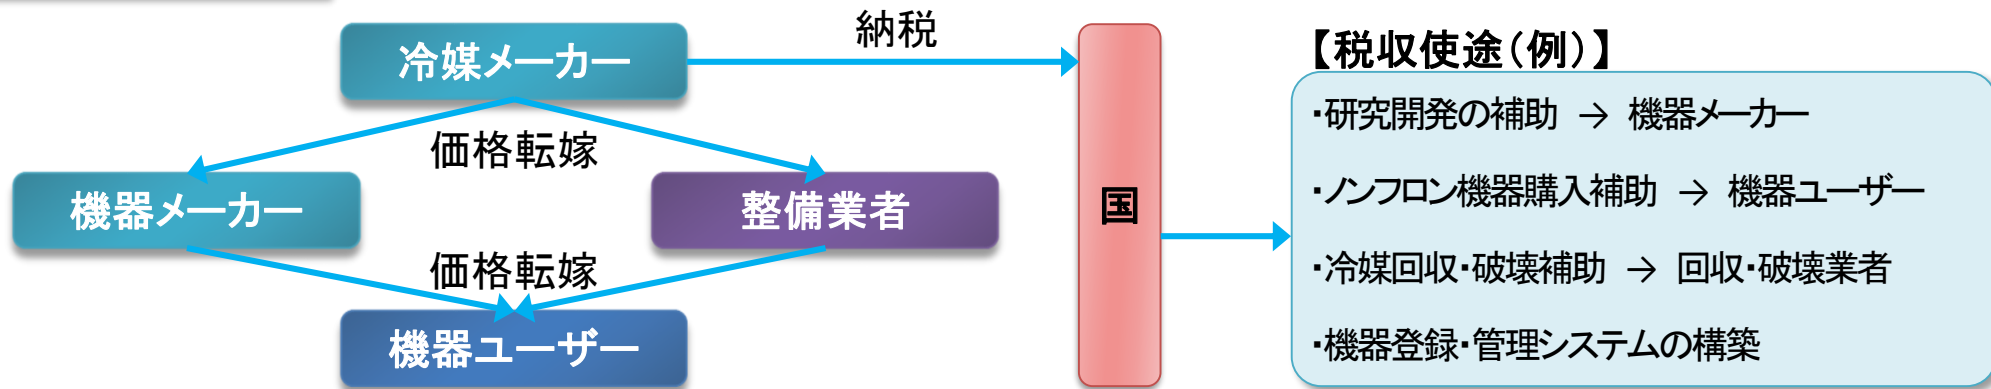 納税
冷媒メーカー
価格転嫁
機器メーカー
整備業者
価格転嫁
機器ユーザー
国
【税収使途(例)】
・研究開発の補助 → 機器メーカー
・ノンフロン機器購入補助 → 機器ユーザー
・冷媒回収・破壊補助 → 回収・破壊業者
・機器登録・管理システムの構築